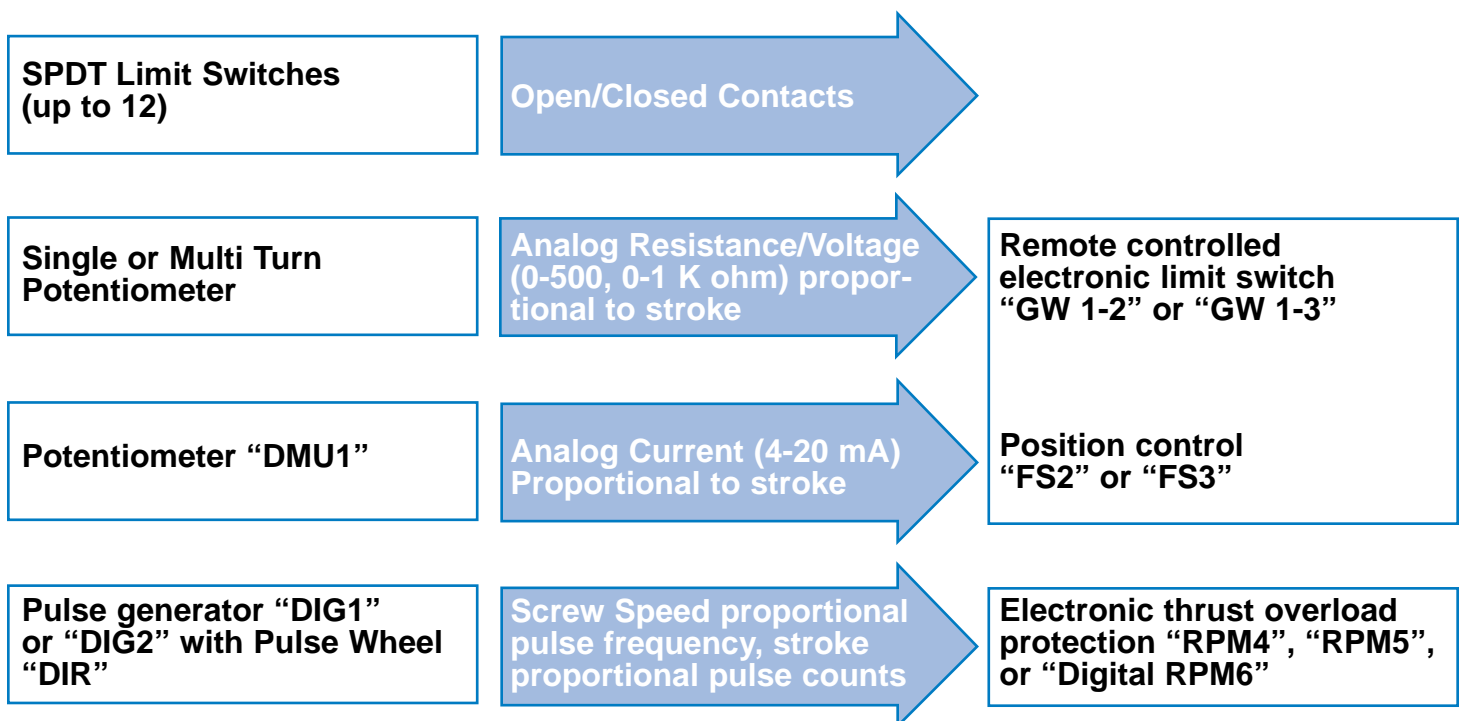 SPDT Limit Switches
(up to 12)
Open/Closed Contacts
Single or Multi Turn
Potentiometer
Analog Resistance/Voltage
(0-500, 0-1 K ohm) propor-
tional to stroke
Remote controlled
electronic limit switch
“GW 1-2” or “GW 1-3”
Potentiometer “DMU1”
Analog Current (4-20 mA)
Proportional to stroke
Position control
“FS2” or “FS3”
Pulse generator “DIG1”
or “DIG2” with Pulse Wheel
“DIR”
Screw Speed proportional
pulse frequency, stroke
proportional pulse counts
Electronic thrust overload
protection “RPM4”, “RPM5”,
or “Digital RPM6”